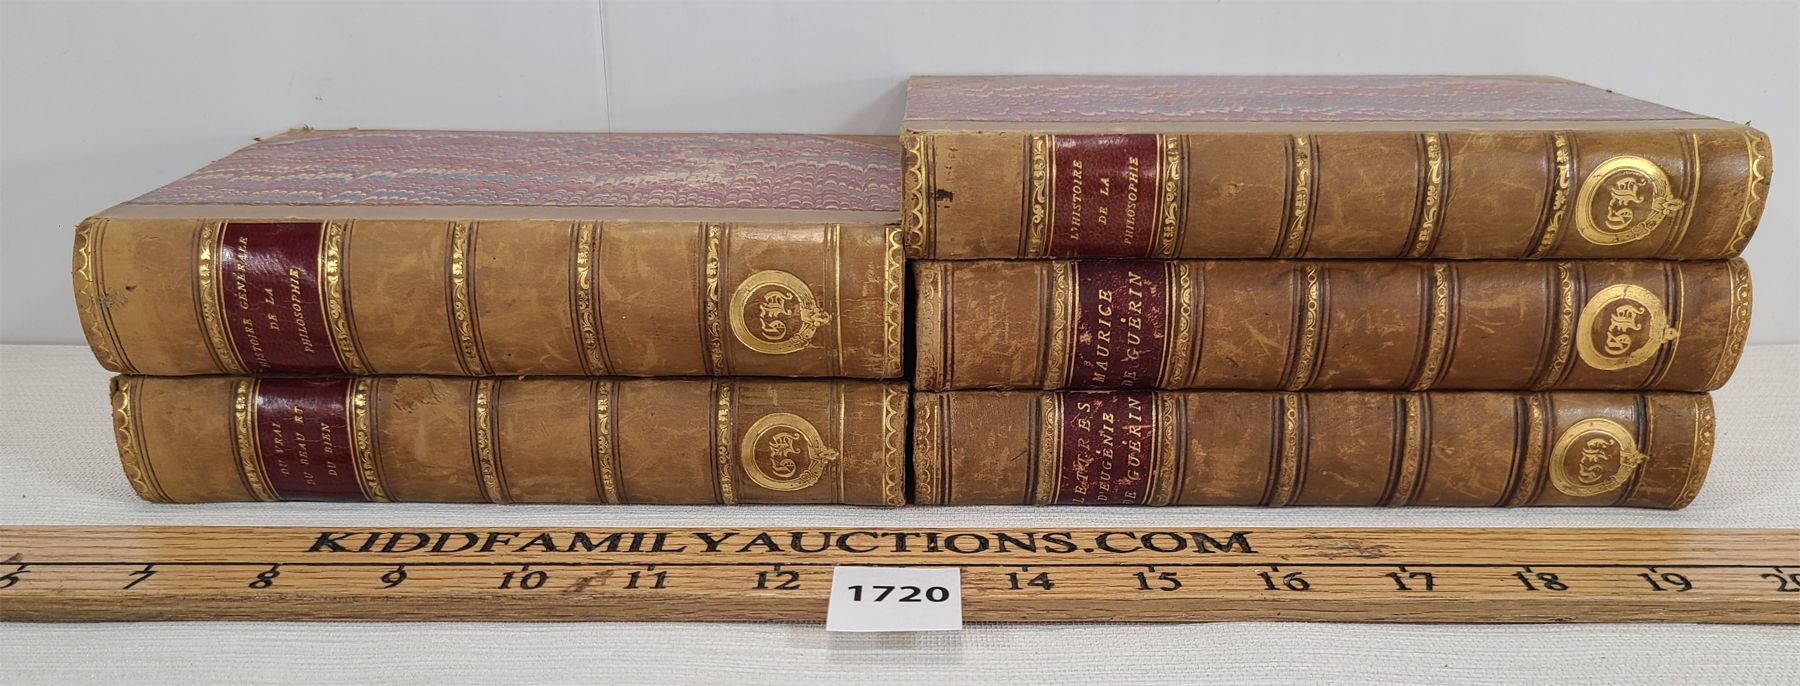 HISTOIRE GÉNÉRALE
DE LA
PHILOSOPHIE
DU VRAI
DU BEAU ET
DU BIEN
L'HISTOIRE
DE LA
PHILOSOPHIE
MAURICE
DE GUÉRIN
LETTRES
D'EUGÉNIE
DE GUÉRIN
KIDDFAMILYAUCTIONS.COM
6 7 8 9 10 11 12 14 15 16 17 18 19 20
1720